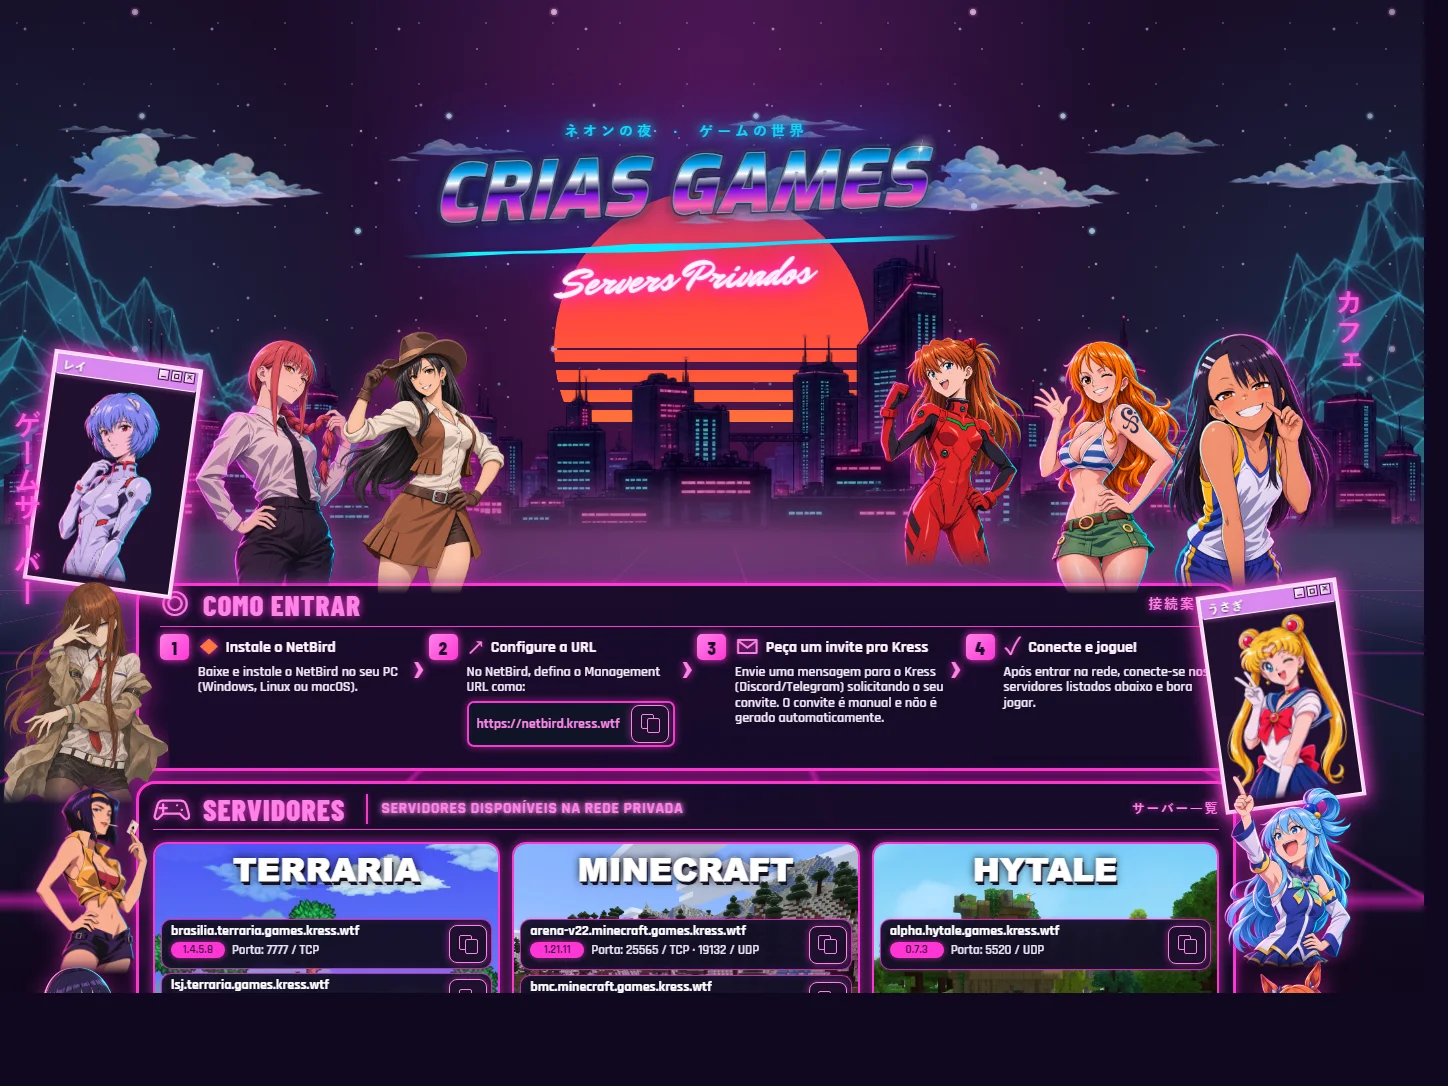 ネオンの夜 · ゲームの世界
CRIAS GAMES
Servers Privados
カフェ
レイ
ゲームサーバー
COMO ENTRAR
接続案
うさぎ
1
Instale o NetBird
Baixe e instale o NetBird no seu PC
(Windows, Linux ou macOS).
2
Configure a URL
No NetBird, defina o Management
URL como:
https://netbird.kress.wtf
3
Peça um invite pro Kress
Envie uma mensagem para o Kress
(Discord/Telegram) solicitando o seu
convite. O convite é manual e não é
gerado automaticamente.
4
Conecte e jogue!
Após entrar na rede, conecte-se nos
servidores listados abaixo e bora
jogar.
SERVIDORES
SERVIDORES DISPONÍVEIS NA REDE PRIVADA
サーバー一覧
TERRARIA
brasilia.terraria.games.kress.wtf
1.4.5.8 Porta: 7777 / TCP
lsj.terraria.games.kress.wtf
MINECRAFT
arena-v22.minecraft.games.kress.wtf
1.21.11 Porta: 25565 / TCP · 19132 / UDP
bmc.minecraft.games.kress.wtf
HYTALE
alpha.hytale.games.kress.wtf
0.7.3 Porta: 5520 / UDP